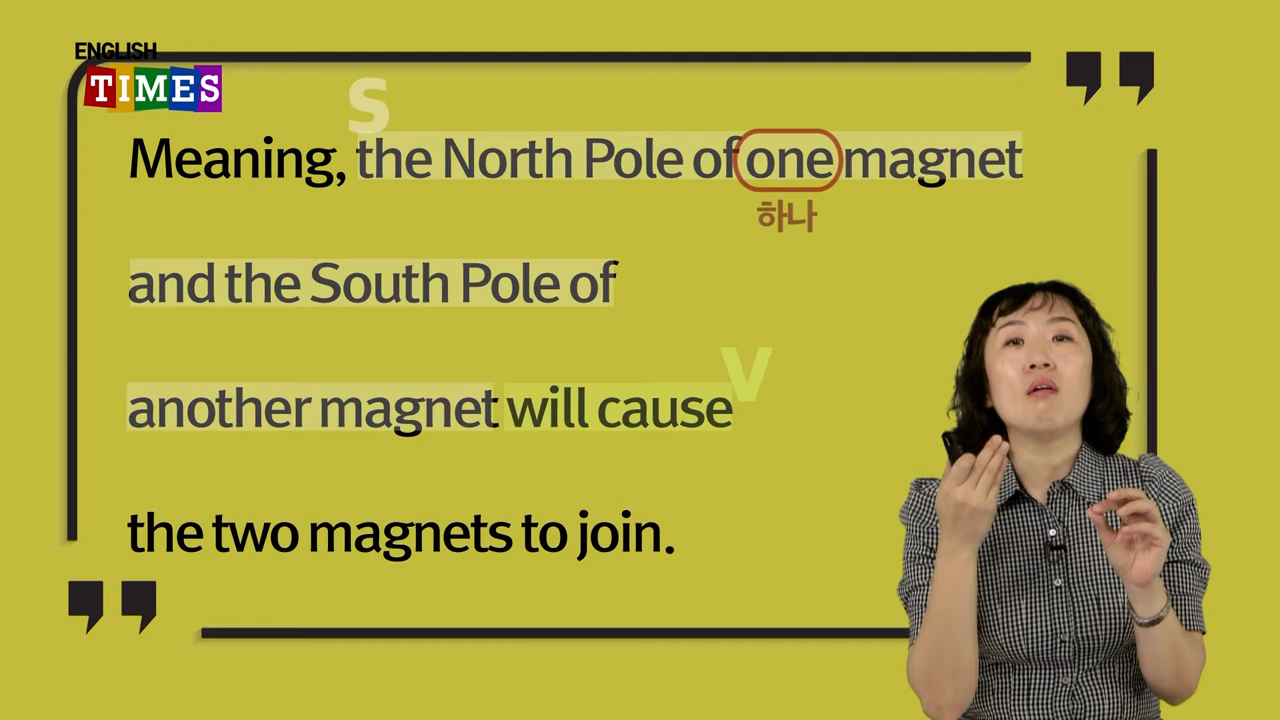 ENGLISH
TIMES
S
Meaning, the North Pole of one magnet
하나
and the South Pole of
V
another magnet will cause
the two magnets to join.